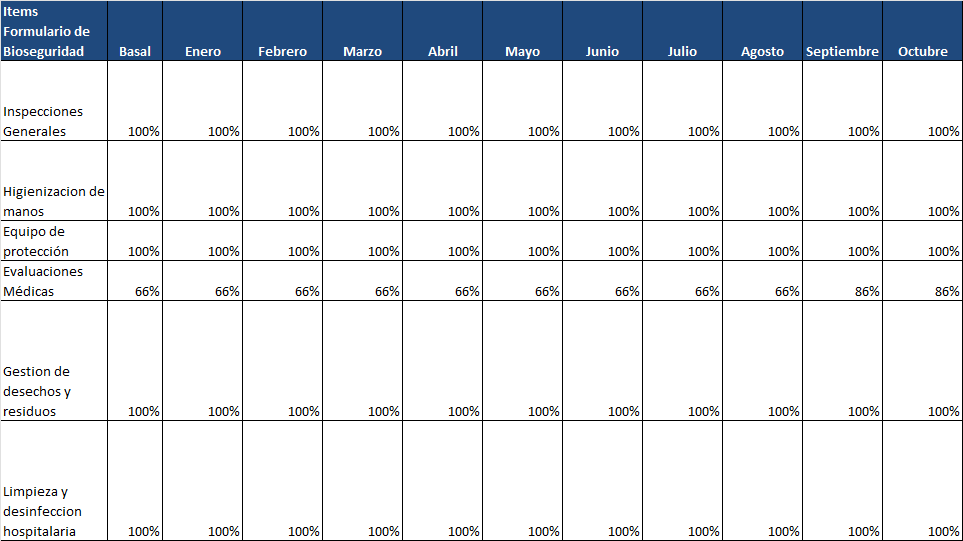 Items
Formulario de
Bioseguridad Basal Enero Febrero Marzo Abril Mayo Junio Julio Agosto Septiembre Octubre
Inspecciones
Generales 100% 100% 100% 100% 100% 100% 100% 100% 100% 100% 100%
Higienizacion de
manos 100% 100% 100% 100% 100% 100% 100% 100% 100% 100% 100%
Equipo de
protección 100% 100% 100% 100% 100% 100% 100% 100% 100% 100% 100%
Evaluaciones
Médicas 66% 66% 66% 66% 66% 66% 66% 66% 66% 86% 86%
Gestion de
desechos y
residuos 100% 100% 100% 100% 100% 100% 100% 100% 100% 100% 100%
Limpieza y
desinfeccion
hospitalaria 100% 100% 100% 100% 100% 100% 100% 100% 100% 100% 100%